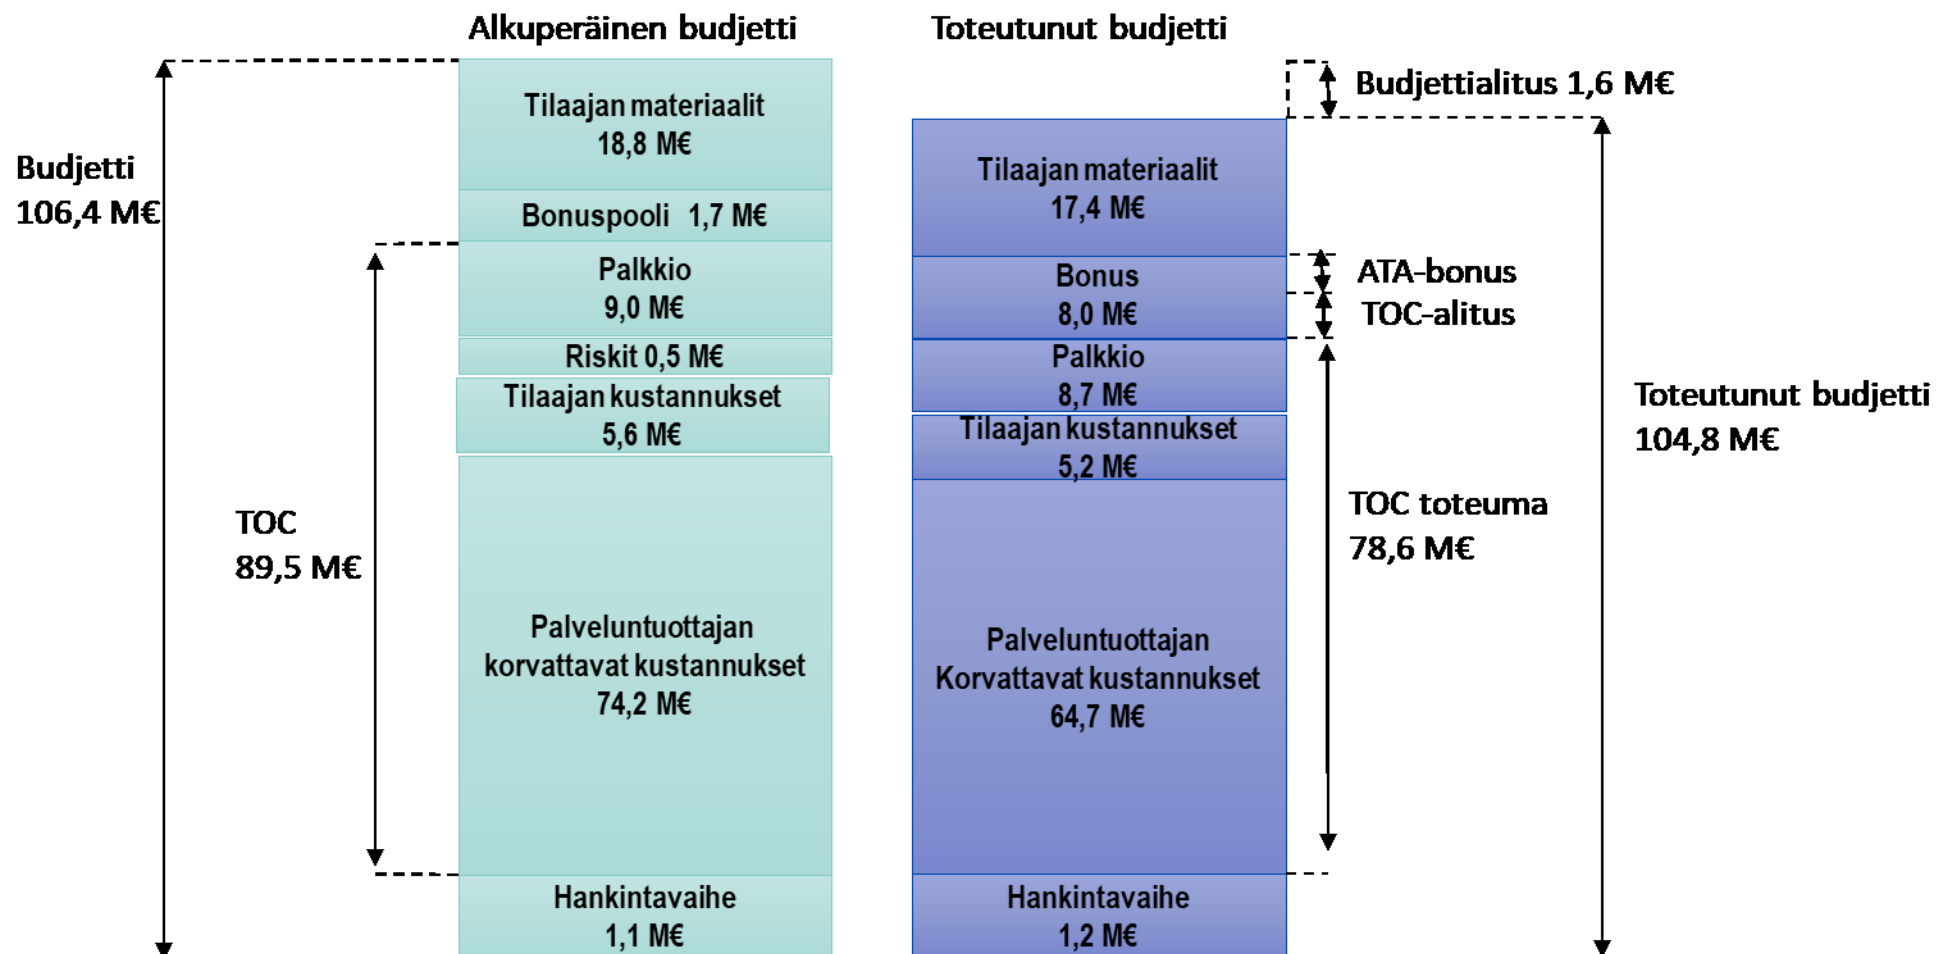 Alkuperäinen budjetti
Tilaajan materiaalit
18,8 M€
Bonuspooli 1,7 M€
Palkkio
9,0 M€
Riskit 0,5 M€
Tilaajan kustannukset
5,6 M€
Palveluntuottajan
korvattavat kustannukset
74,2 M€
Hankintavaihe
1,1 M€
Budjetti
106,4 M€
TOC
89,5 M€
Toteutunut budjetti
Tilaajan materiaalit
17,4 M€
Bonus
8,0 M€
Palkkio
8,7 M€
Tilaajan kustannukset
5,2 M€
Palveluntuottajan
Korvattavat kustannukset
64,7 M€
Hankintavaihe
1,2 M€
Budjettialitus 1,6 M€
ATA-bonus
TOC-alitus
TOC toteuma
78,6 M€
Toteutunut budjetti
104,8 M€